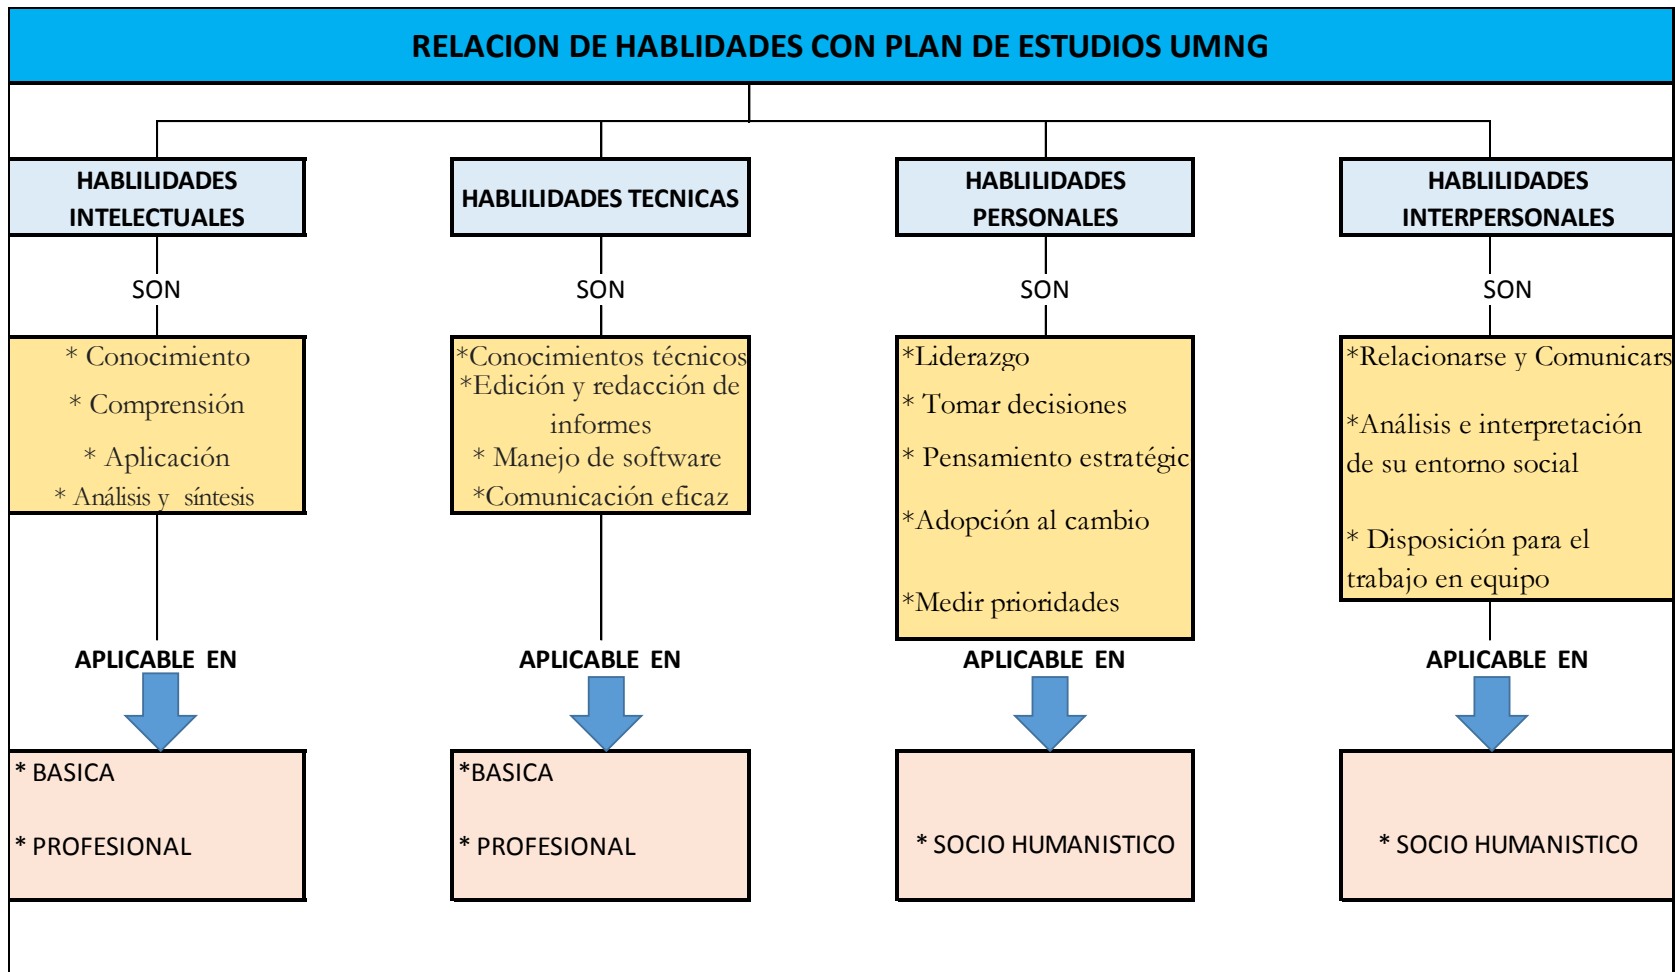 RELACION DE HABLIDADES CON PLAN DE ESTUDIOS UMNG
HABLILIDADES
INTELECTUALES
SON
* Conocimiento
* Comprensión
* Aplicación
* Análisis y síntesis
APLICABLE EN
* BASICA
* PROFESIONAL
HABLILIDADES TECNICAS
SON
*Conocimientos técnicos
*Edición y redacción de
informes
* Manejo de software
*Comunicación eficaz
APLICABLE EN
*BASICA
* PROFESIONAL
HABLILIDADES
PERSONALES
SON
*Liderazgo
* Tomar decisiones
* Pensamiento estratégic
*Adopción al cambio
*Medir prioridades
APLICABLE EN
* SOCIO HUMANISTICO
HABLILIDADES
INTERPERSONALES
SON
*Relacionarse y Comunicars
*Análisis e interpretación
de su entorno social
* Disposición para el
trabajo en equipo
APLICABLE EN
* SOCIO HUMANISTICO